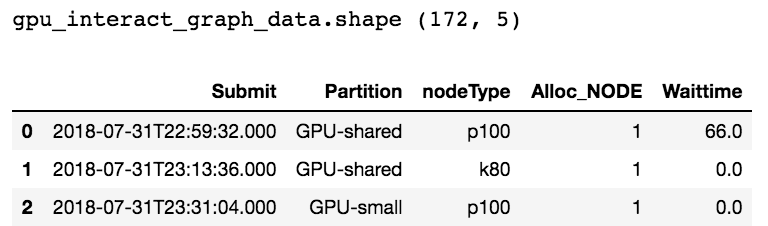 gpu_interact_graph_data.shape (172, 5)
Submit Partition nodeType Alloc_NODE Waittime
0 2018-07-31T22:59:32.000 GPU-shared p100 1 66.0
1 2018-07-31T23:13:36.000 GPU-shared k80 1 0.0
2 2018-07-31T23:31:04.000 GPU-small p100 1 0.0